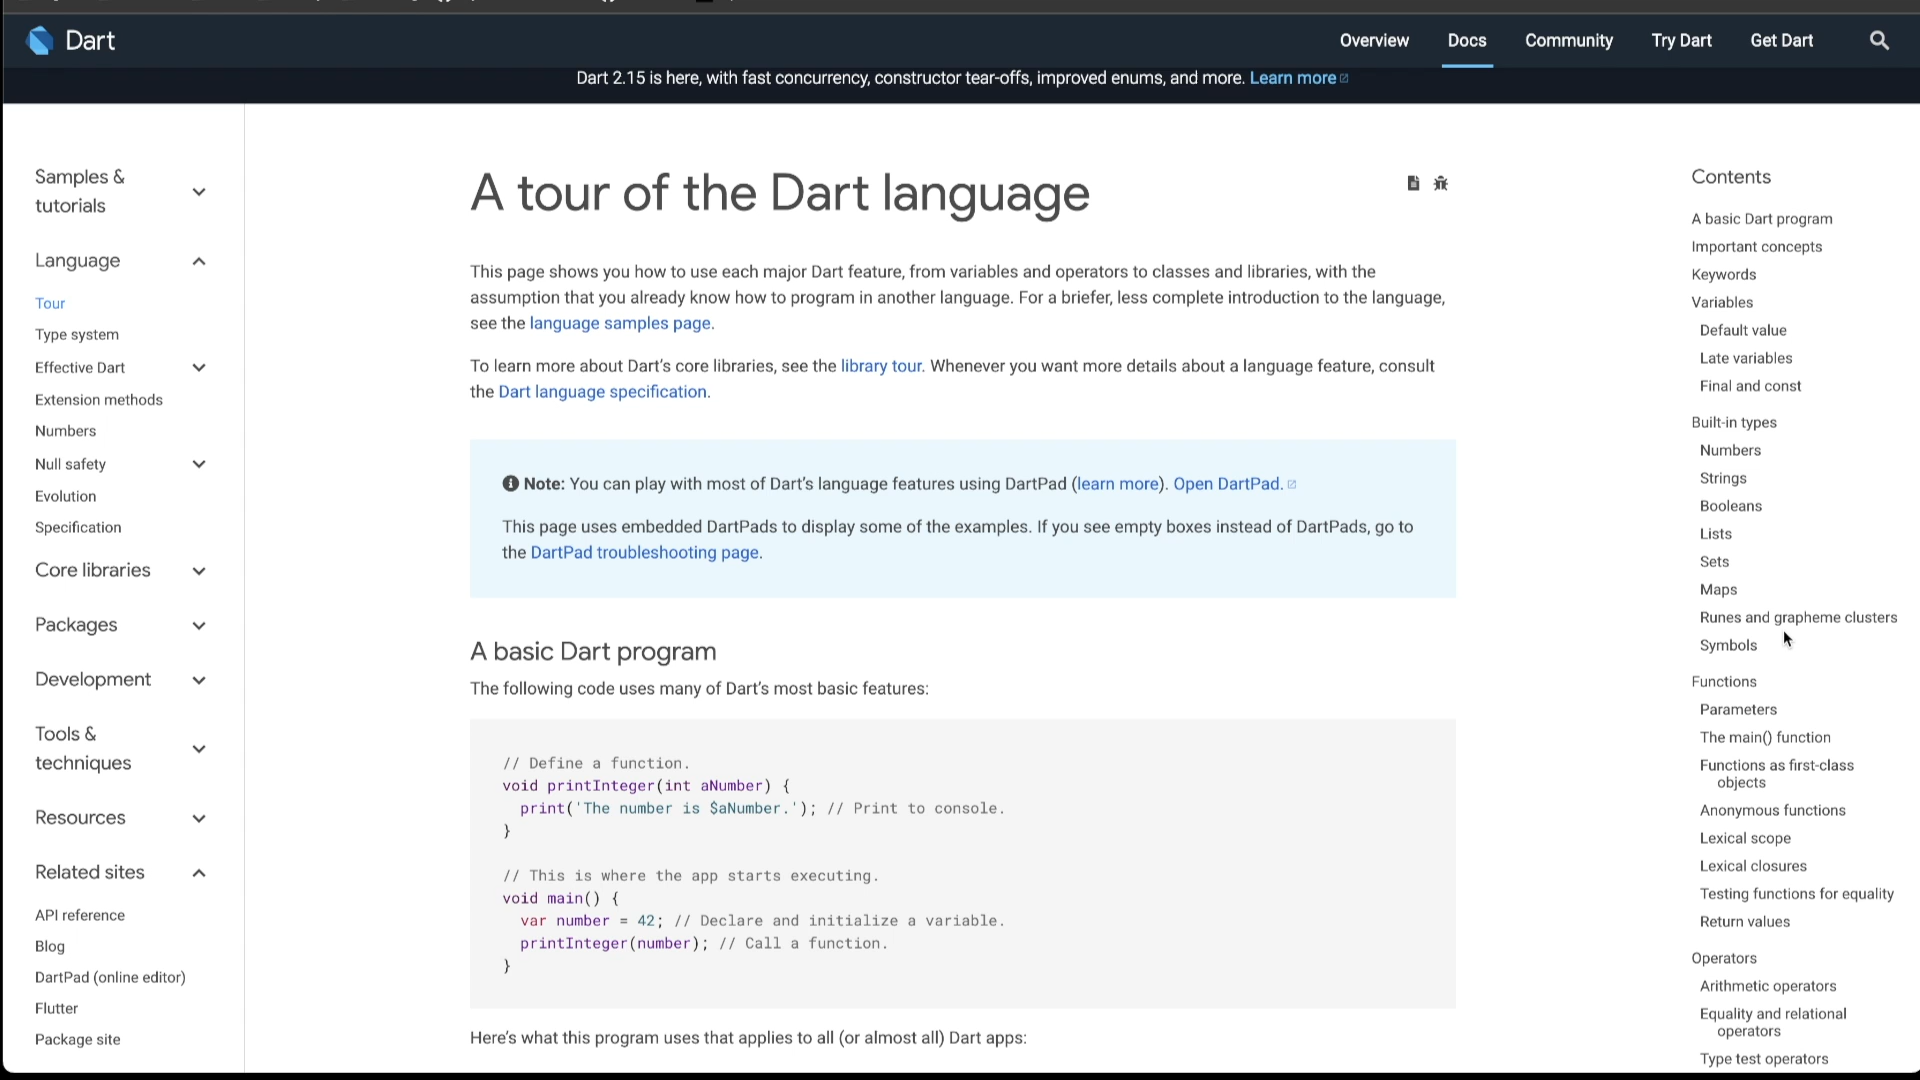 Dart
Overview
Docs
Community
Try Dart
Get Dart
Dart 2.15 is here, with fast concurrency, constructor tear-offs, improved enums, and more. Learn more
Samples &
tutorials
Language
Tour
Type system
Effective Dart
Extension methods
Numbers
Null safety
Evolution
Specification
Core libraries
Packages
Development
Tools &
techniques
Resources
Related sites
API reference
Blog
DartPad (online editor)
Flutter
Package site
A tour of the Dart language
This page shows you how to use each major Dart feature, from variables and operators to classes and libraries, with the
assumption that you already know how to program in another language. For a briefer, less complete introduction to the language,
see the language samples page.
To learn more about Dart's core libraries, see the library tour. Whenever you want more details about a language feature, consult
the Dart language specification.
Note: You can play with most of Dart's language features using DartPad (learn more). Open DartPad.
This page uses embedded DartPads to display some of the examples. If you see empty boxes instead of DartPads, go to
the DartPad troubleshooting page.
A basic Dart program
The following code uses many of Dart's most basic features:
// Define a function.
void printInteger(int aNumber) {
  print('The number is $aNumber.'); // Print to console.
}
// This is where the app starts executing.
void main() {
  var number = 42; // Declare and initialize a variable.
  printInteger(number); // Call a function.
}
Here's what this program uses that applies to all (or almost all) Dart apps:
Contents
A basic Dart program
Important concepts
Keywords
Variables
Default value
Late variables
Final and const
Built-in types
Numbers
Strings
Booleans
Lists
Sets
Maps
Runes and grapheme clusters
Symbols
Functions
Parameters
The main() function
Functions as first-class
objects
Anonymous functions
Lexical scope
Lexical closures
Testing functions for equality
Return values
Operators
Arithmetic operators
Equality and relational
operators
Type test operators